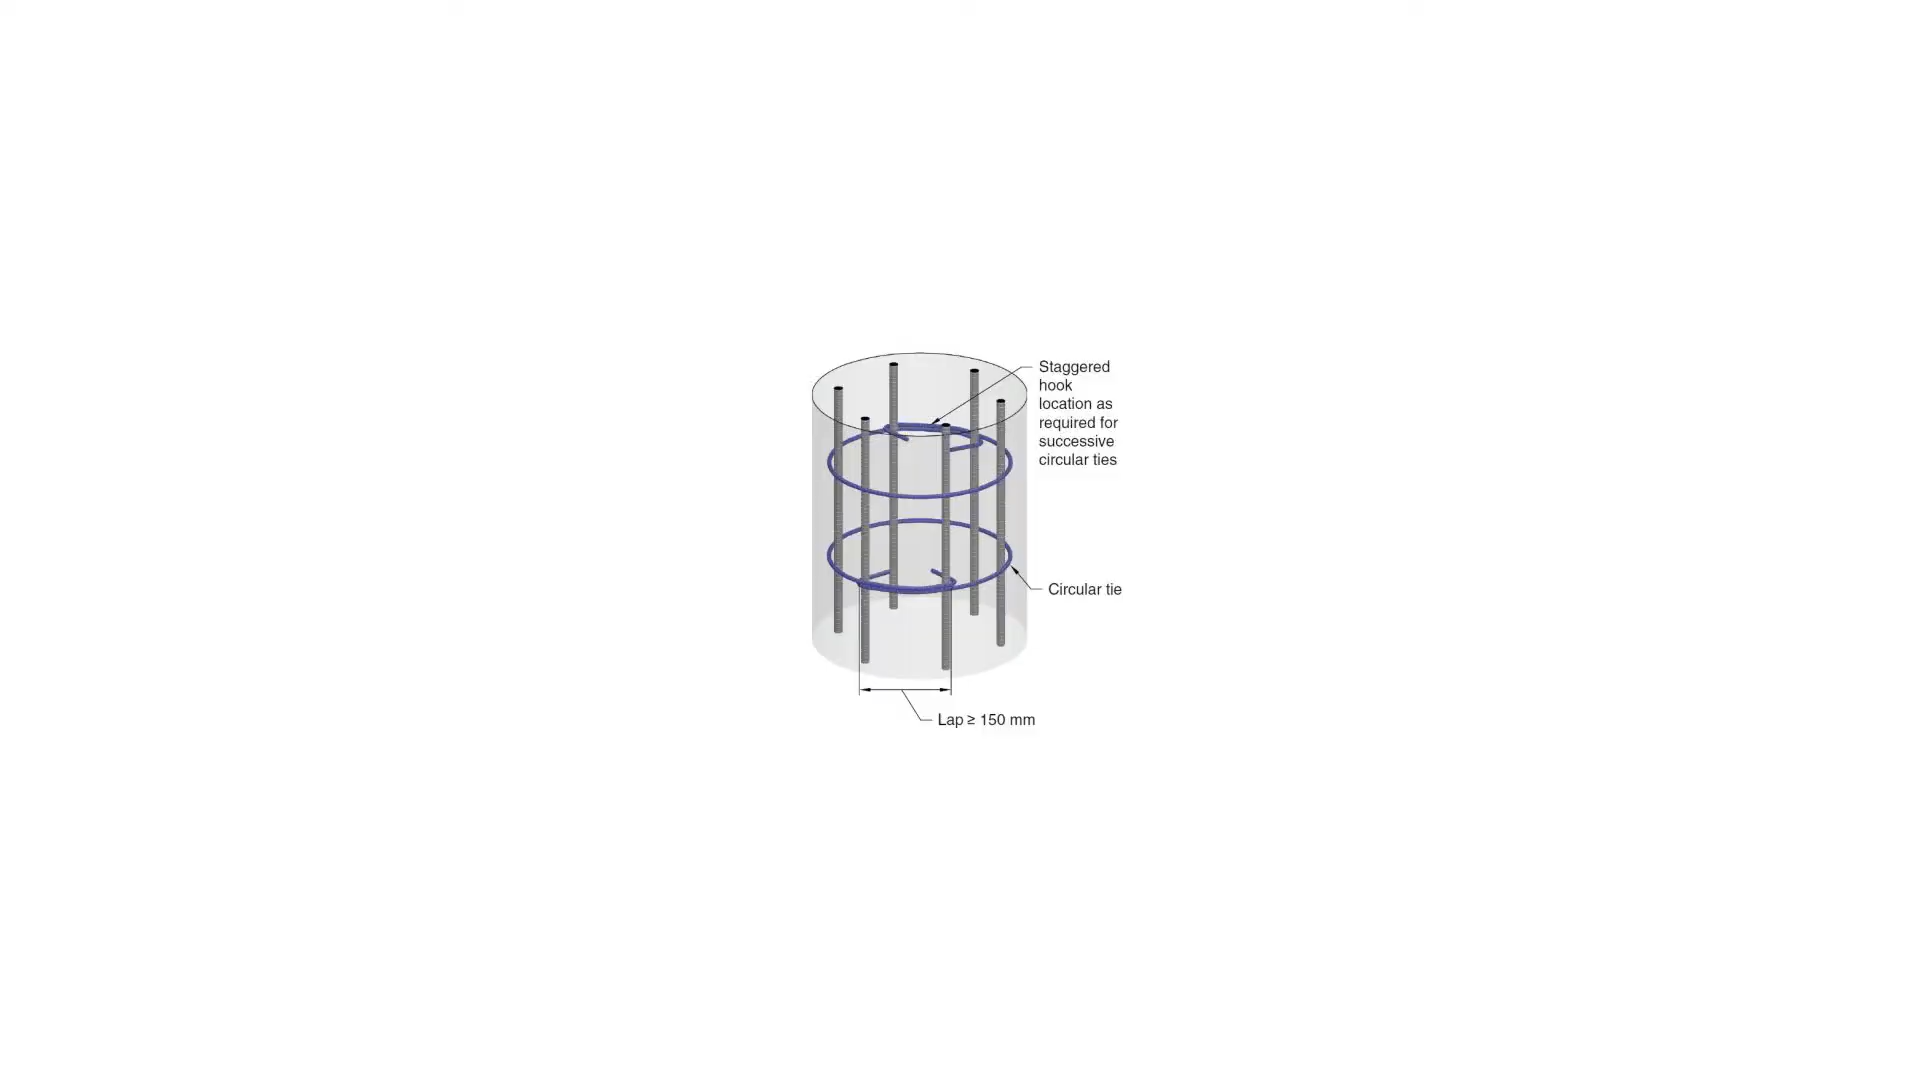 Staggered
hook
location as
required for
successive
circular ties
Circular tie
Lap ≥ 150 mm